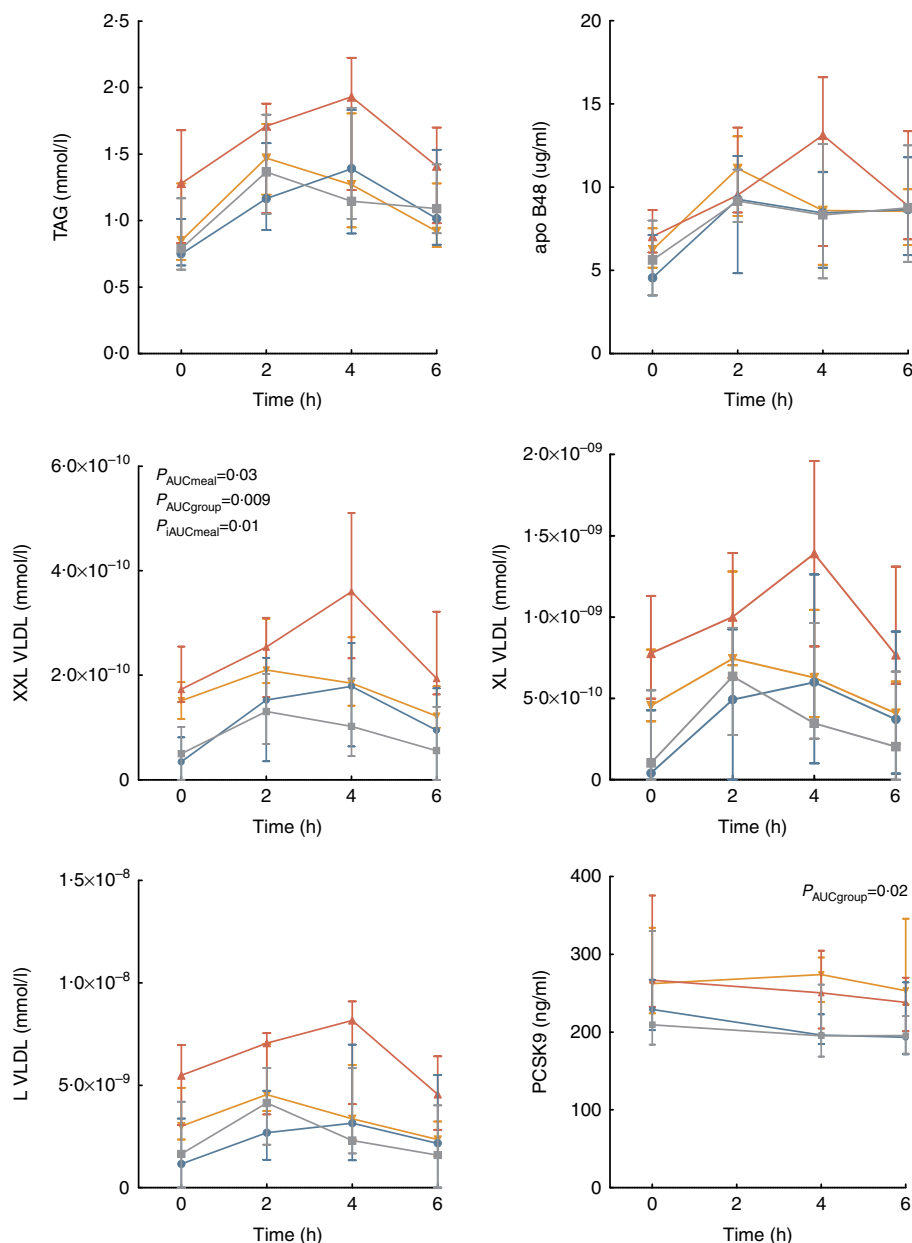 2·5
2·0
1·5
1·0
0·5
0·0
TAG (mmol/l)
0 2 4 6
Time (h)
20
15
10
5
0
apo B48 (ug/ml)
0 2 4 6
Time (h)
6·0×10⁻¹⁰
4·0×10⁻¹⁰
2·0×10⁻¹⁰
0
XXL VLDL (mmol/l)
P_AUCmeal=0·03
P_AUCgroup=0·009
P_iAUCmeal=0·01
0 2 4 6
Time (h)
2·0×10⁻⁰⁹
1·5×10⁻⁰⁹
1·0×10⁻⁰⁹
5·0×10⁻¹⁰
0
XL VLDL (mmol/l)
0 2 4 6
Time (h)
1·5×10⁻⁸
1·0×10⁻⁸
5·0×10⁻⁹
0
L VLDL (mmol/l)
0 2 4 6
Time (h)
400
300
200
100
0
PCSK9 (ng/ml)
P_AUCgroup=0·02
0 2 4 6
Time (h)